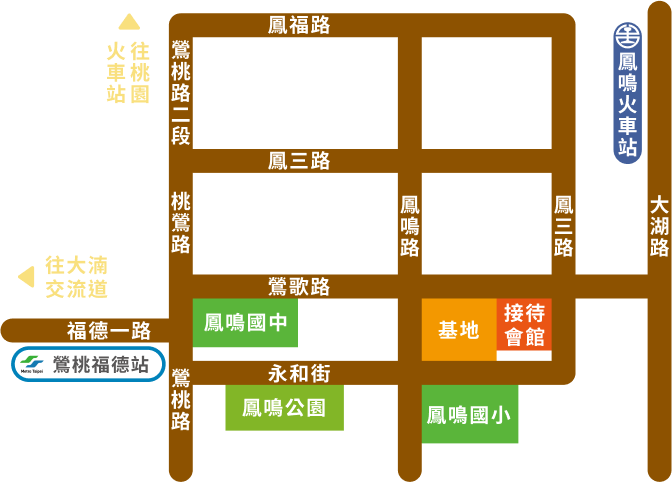 鳳福路
往桃園
火車站
鶯桃路二段
鳳鳴火車站
鳳三路
桃鶯路
鳳鳴路
鳳三路
大湖路
往大湳
交流道
鶯歌路
福德一路
鳳鳴國中
基地
接待
會館
Metro Taipei
鶯桃福德站
鶯桃路
永和街
鳳鳴公園
鳳鳴國小